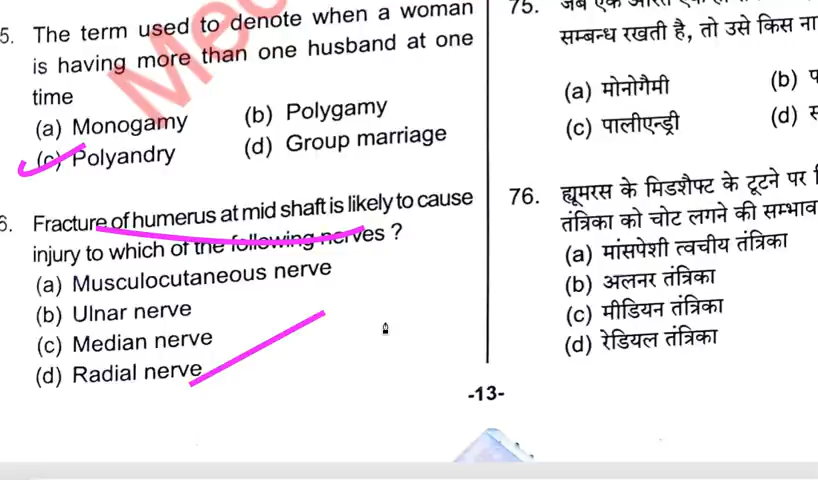 5. The term used to denote when a woman
is having more than one husband at one
time
(a) Monogamy (b) Polygamy
(c) Polyandry (d) Group marriage
6. Fracture of humerus at mid shaft is likely to cause
injury to which of the following nerves ?
(a) Musculocutaneous nerve
(b) Ulnar nerve
(c) Median nerve
(d) Radial nerve
75.
सम्बन्ध रखती है, तो उसे किस
(a) मोनोगैमी (b)
(c) पालीएन्ड्री (d)
76. ह्यूमरस के मिडशैफ्ट के टूटने पर
तंत्रिका को चोट लगने की
(a) मांसपेशी त्वचीय तंत्रिका
(b) अलनर तंत्रिका
(c) मीडियन तंत्रिका
(d) रेडियल तंत्रिका
-13-